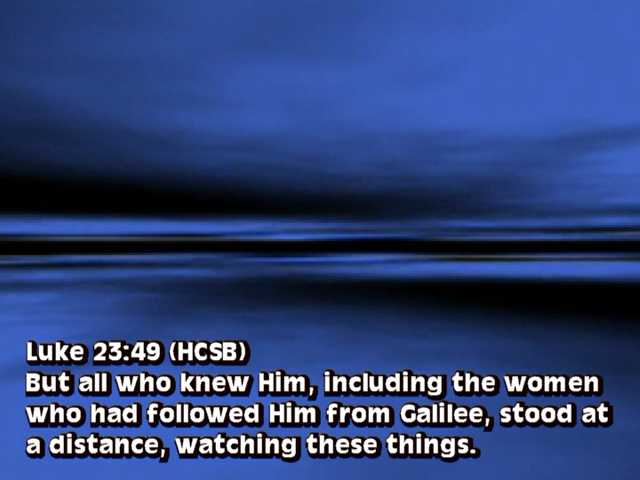 Luke 23:49 (HCSB)
But all who knew Him, including the women
who had followed Him from Galilee, stood at
a distance, watching these things.